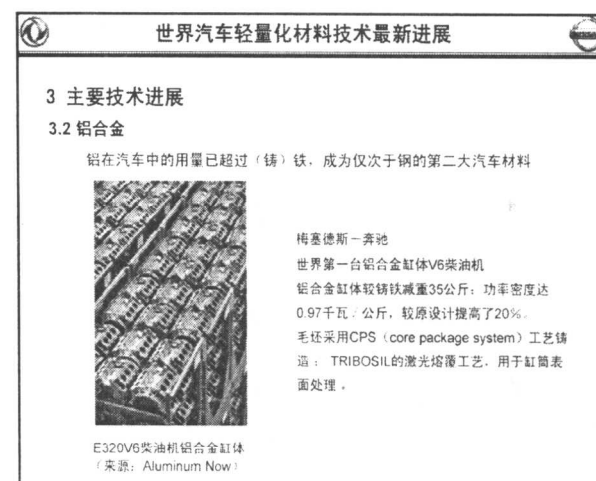 世界汽车轻量化材料技术最新进展
3 主要技术进展
3.2 铝合金
铝在汽车中的用量已超过（铸）铁，成为仅次于钢的第二大汽车材料
梅塞德斯－奔驰
世界第一台铝合金缸体V6柴油机
铝合金缸体较铸铁减重35公斤；功率密度达
0.97千瓦／公斤，较原设计提高了20%。
毛坯采用CPS（core package system）工艺铸
造； TRIBOSIL的激光熔覆工艺，用于缸筒表
面处理。
E320V6柴油机铝合金缸体
（来源：Aluminum Now）